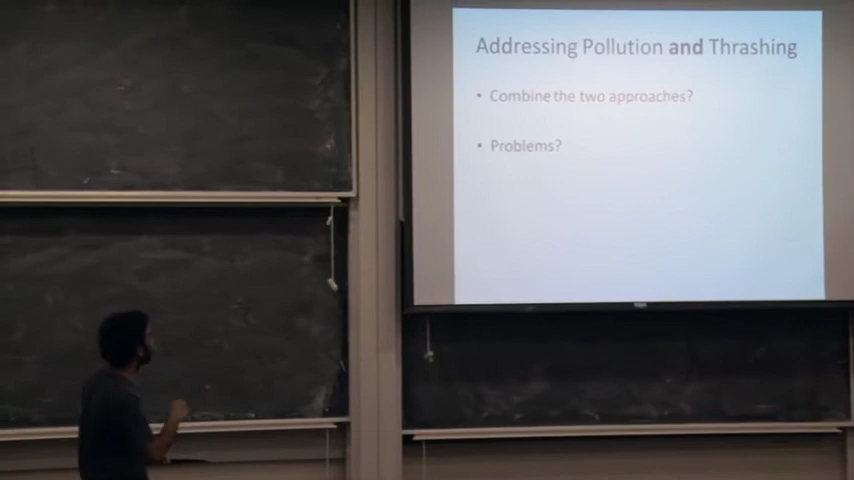 Addressing Pollution and Thrashing
• Combine the two approaches?
• Problems?